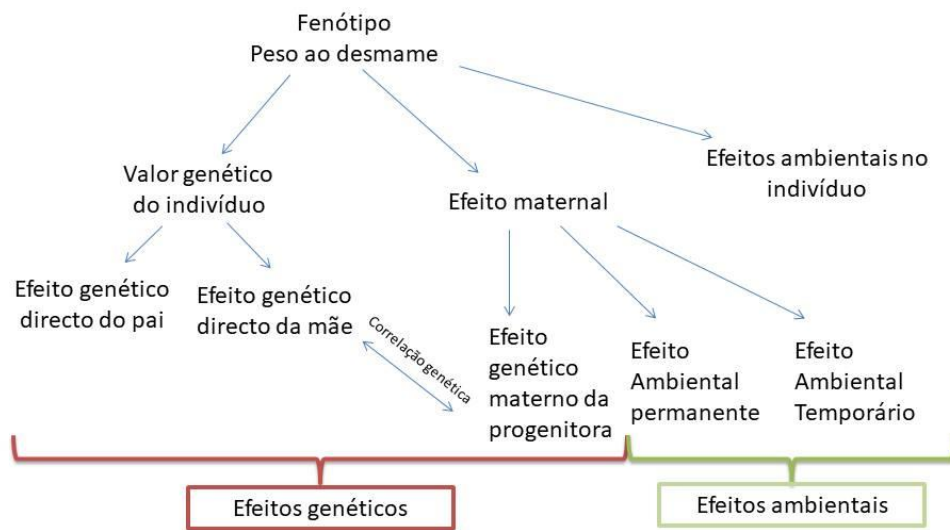 Fenótipo
Peso ao desmame
Valor genético
do indivíduo
Efeito maternal
Efeitos ambientais no
indivíduo
Efeito genético
directo do pai
Efeito genético
directo da mãe
Correlação genética
Efeito
genético
materno da
progenitora
Efeito
Ambiental
permanente
Efeito
Ambiental
Temporário
Efeitos genéticos
Efeitos ambientais